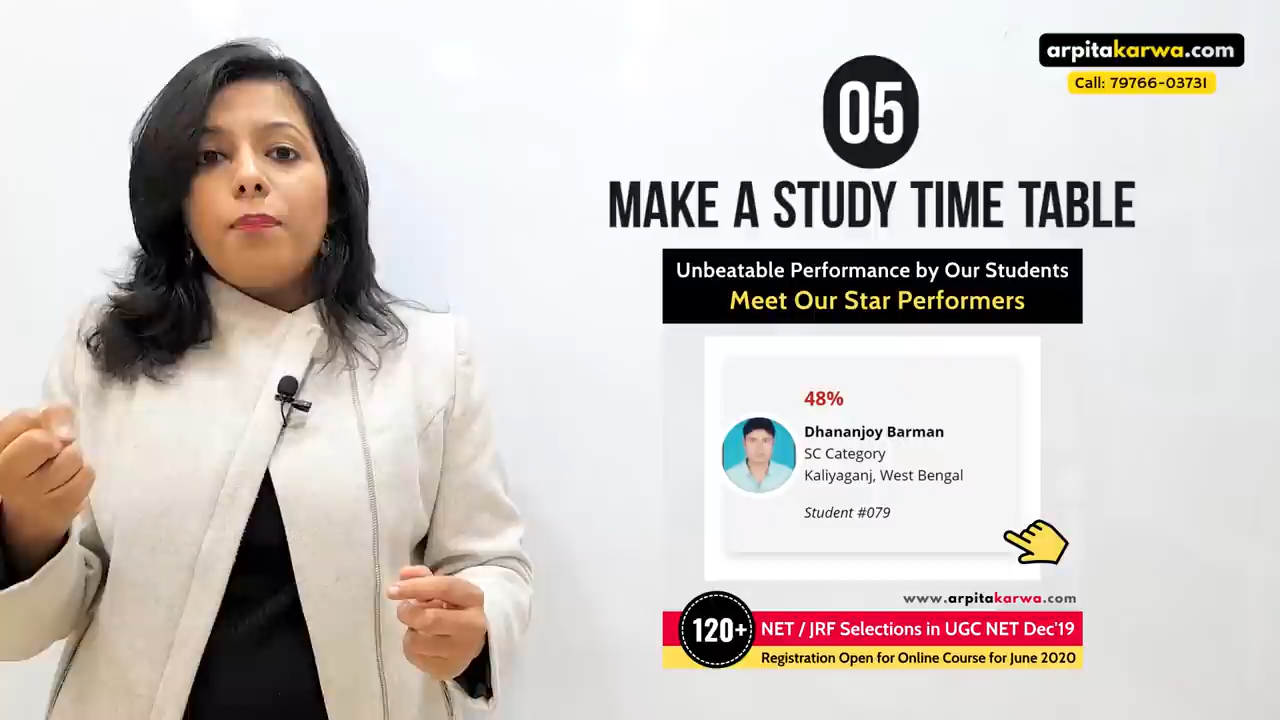 arpitakarwa.com
Call: 79766-03731
05
MAKE A STUDY TIME TABLE
Unbeatable Performance by Our Students
Meet Our Star Performers
48%
Dhananjoy Barman
SC Category
Kaliyaganj, West Bengal
Student #079
www.arpitakarwa.com
120+
NET / JRF Selections in UGC NET Dec'19
Registration Open for Online Course for June 2020